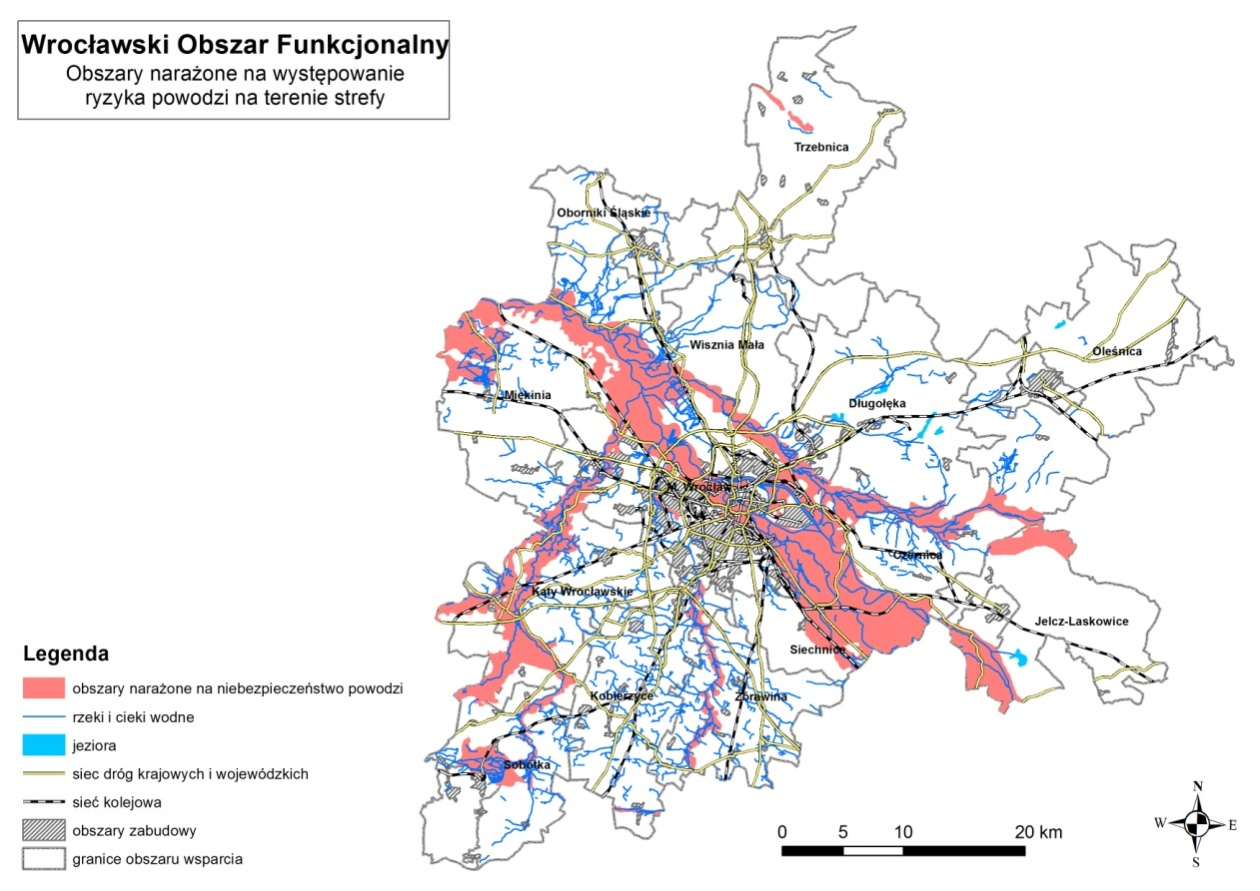 Wrocławski Obszar Funkcjonalny
Obszary narażone na występowanie
ryzyka powodzi na terenie strefy
Trzebnica
Oborniki Śląskie
Wisznia Mała
Oleśnica
Miękinia
Długołęka
M. Wrocław
Czernica
Kąty Wrocławskie
Jelcz-Laskowice
Siechnice
Kobierzyce
Żórawina
Sobótka
Legenda
obszary narażone na niebezpieczeństwo powodzi
rzeki i cieki wodne
jeziora
siec dróg krajowych i wojewódzkich
sieć kolejowa
obszary zabudowy
granice obszaru wsparcia
0 5 10 20 km
N
W E
S